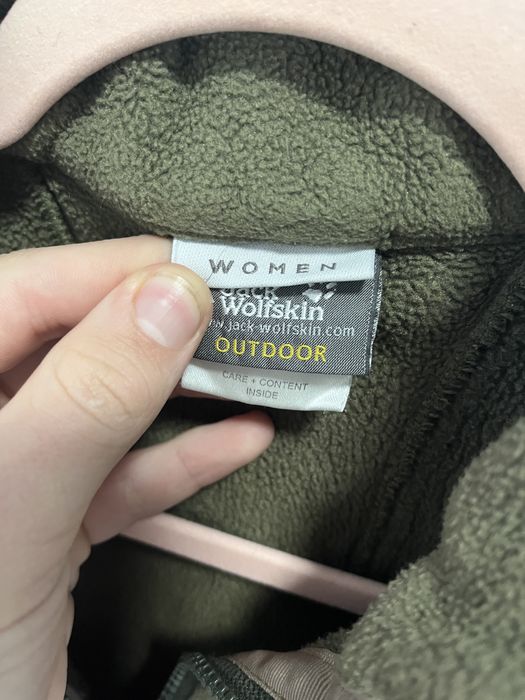 WOMEN
Jack
Wolfskin
www.jack-wolfskin.com
OUTDOOR
CARE + CONTENT
INSIDE